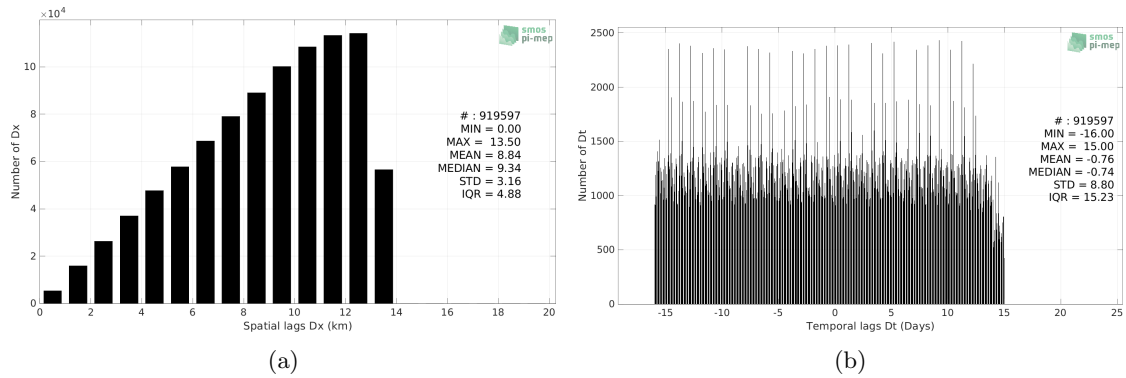 ×10⁴
10
8
6
4
2
0
Number of Dx
0 2 4 6 8 10 12 14 16 18 20
Spatial lags Dx (km)
smos
pi-mep
# : 919597
MIN = 0.00
MAX = 13.50
MEAN = 8.84
MEDIAN = 9.34
STD = 3.16
IQR = 4.88
(a)
2500
2000
1500
1000
500
0
Number of Dt
-15 -10 -5 0 5 10 15 20 25
Temporal lags Dt (Days)
smos
pi-mep
# : 919597
MIN = -16.00
MAX = 15.00
MEAN = -0.76
MEDIAN = -0.74
STD = 8.80
IQR = 15.23
(b)